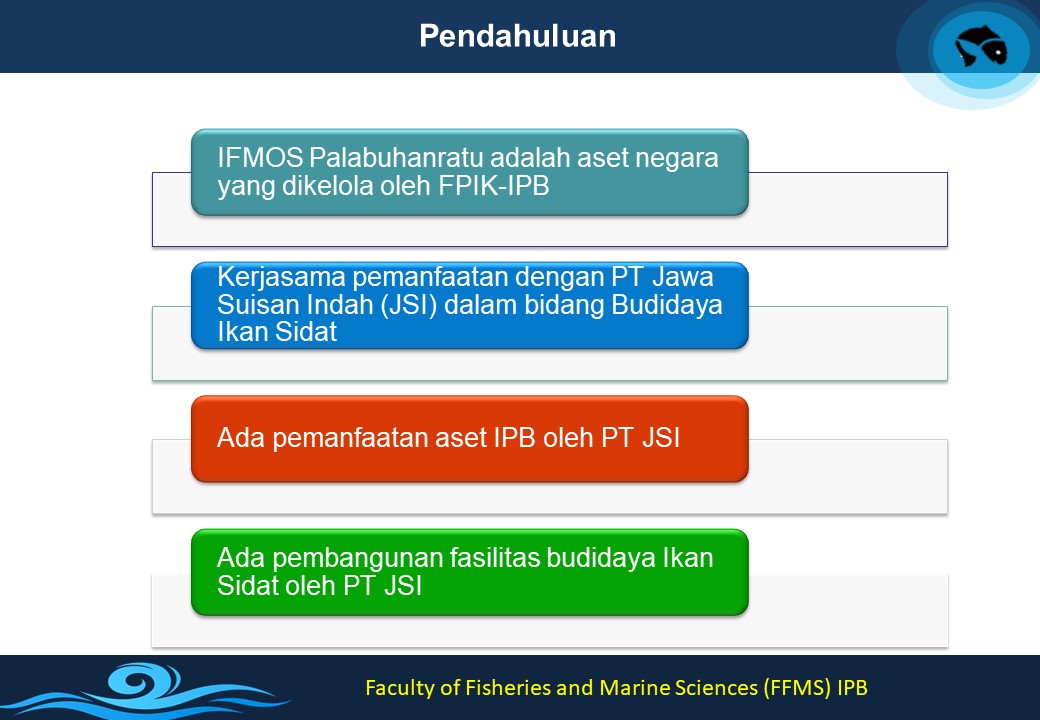 Pendahuluan
IFMOS Palabuhanratu adalah aset negara
yang dikelola oleh FPIK-IPB
Kerjasama pemanfaatan dengan PT Jawa
Suisan Indah (JSI) dalam bidang Budidaya
Ikan Sidat
Ada pemanfaatan aset IPB oleh PT JSI
Ada pembangunan fasilitas budidaya Ikan
Sidat oleh PT JSI
Faculty of Fisheries and Marine Sciences (FFMS) IPB